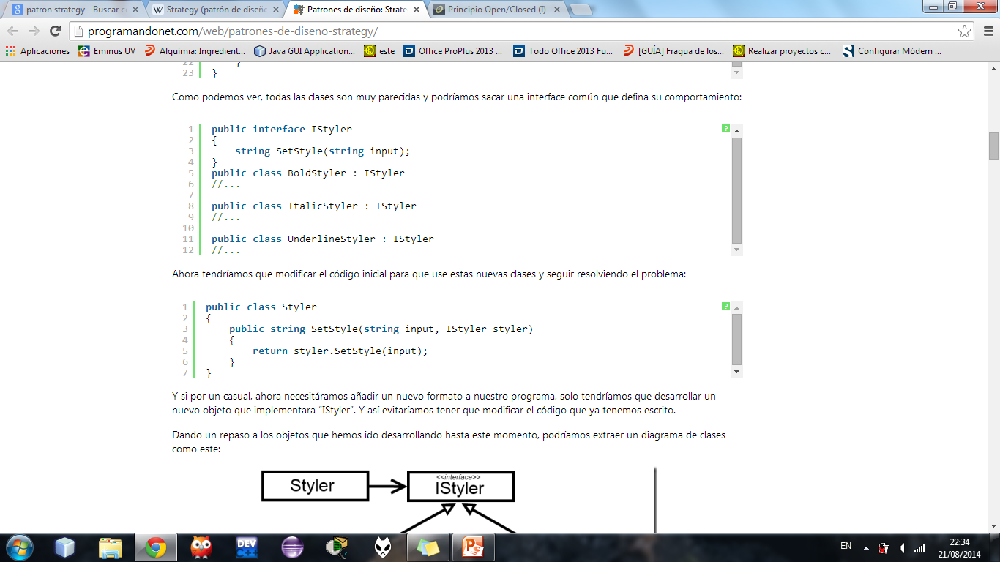 patron strategy - Buscar c
Strategy (patrón de diseñ
Patrones de diseño: Strate
Principio Open/Closed (I)
programandonet.com/web/patrones-de-diseno-strategy/
Aplicaciones
Eminus UV
Alquímia: Ingredient...
Java GUI Application...
este
Office ProPlus 2013 ...
Todo Office 2013 Fu...
[GUÍA] Fragua de los...
Realizar proyectos c...
Configurar Módem ...
22 }
23 }
Como podemos ver, todas las clases son muy parecidas y podríamos sacar una interface común que defina su comportamiento:
?
1 public interface IStyler
2 {
3 string SetStyle(string input);
4 }
5 public class BoldStyler : IStyler
6 //...
7
8 public class ItalicStyler : IStyler
9 //...
10
11 public class UnderlineStyler : IStyler
12 //...
Ahora tendríamos que modificar el código inicial para que use estas nuevas clases y seguir resolviendo el problema:
?
1 public class Styler
2 {
3 public string SetStyle(string input, IStyler styler)
4 {
5 return styler.SetStyle(input);
6 }
7 }
Y si por un casual, ahora necesitáramos añadir un nuevo formato a nuestro programa, solo tendríamos que desarrollar un
nuevo objeto que implementara “IStyler”. Y así evitaríamos tener que modificar el código que ya tenemos escrito.
Dando un repaso a los objetos que hemos ido desarrollando hasta este momento, podríamos extraer un diagrama de clases
como este:
Styler
<<interface>>
IStyler
DEV
C++
EN
22:34
21/08/2014